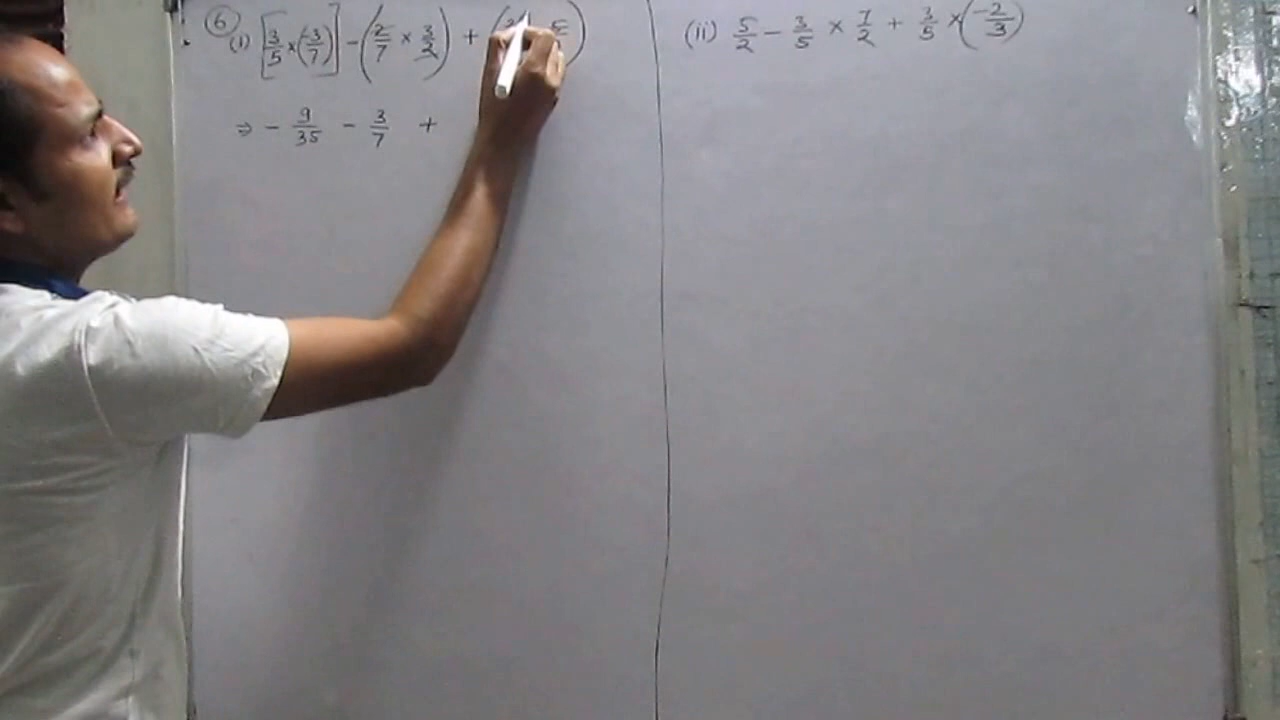 6
(i) [3/5 × (-3/7)] - (2/7 × 3/2) +
⇒ - 9/35 - 3/7 +
(ii) 5/2 - 3/5 × 7/2 + 3/5 × (-2/3)